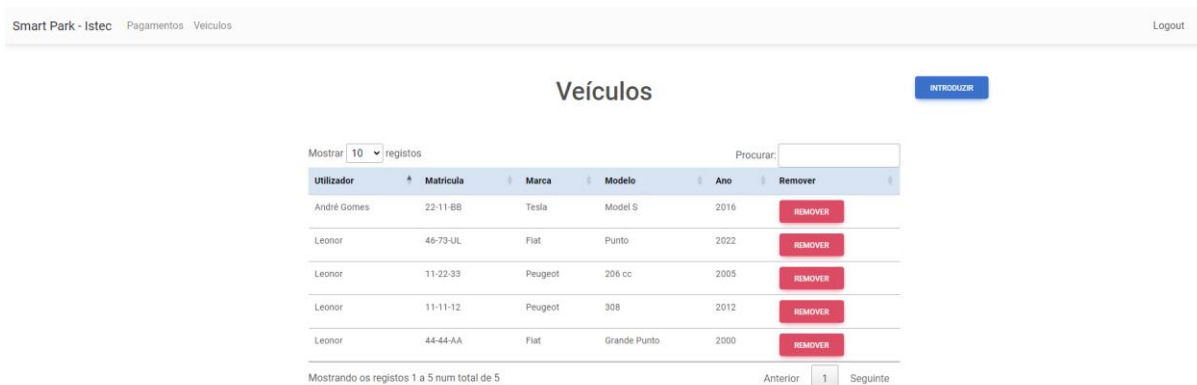 Smart Park - Istec Pagamentos Veiculos Logout
Veículos INTRODUZIR
Mostrar 10 registos Procurar:
Utilizador Matricula Marca Modelo Ano Remover
André Gomes 22-11-BB Tesla Model S 2016 REMOVER
Leonor 46-73-UL Fiat Punto 2022 REMOVER
Leonor 11-22-33 Peugeot 206 cc 2005 REMOVER
Leonor 11-11-12 Peugeot 308 2012 REMOVER
Leonor 44-44-AA Fiat Grande Punto 2000 REMOVER
Mostrando os registos 1 a 5 num total de 5 Anterior 1 Seguinte